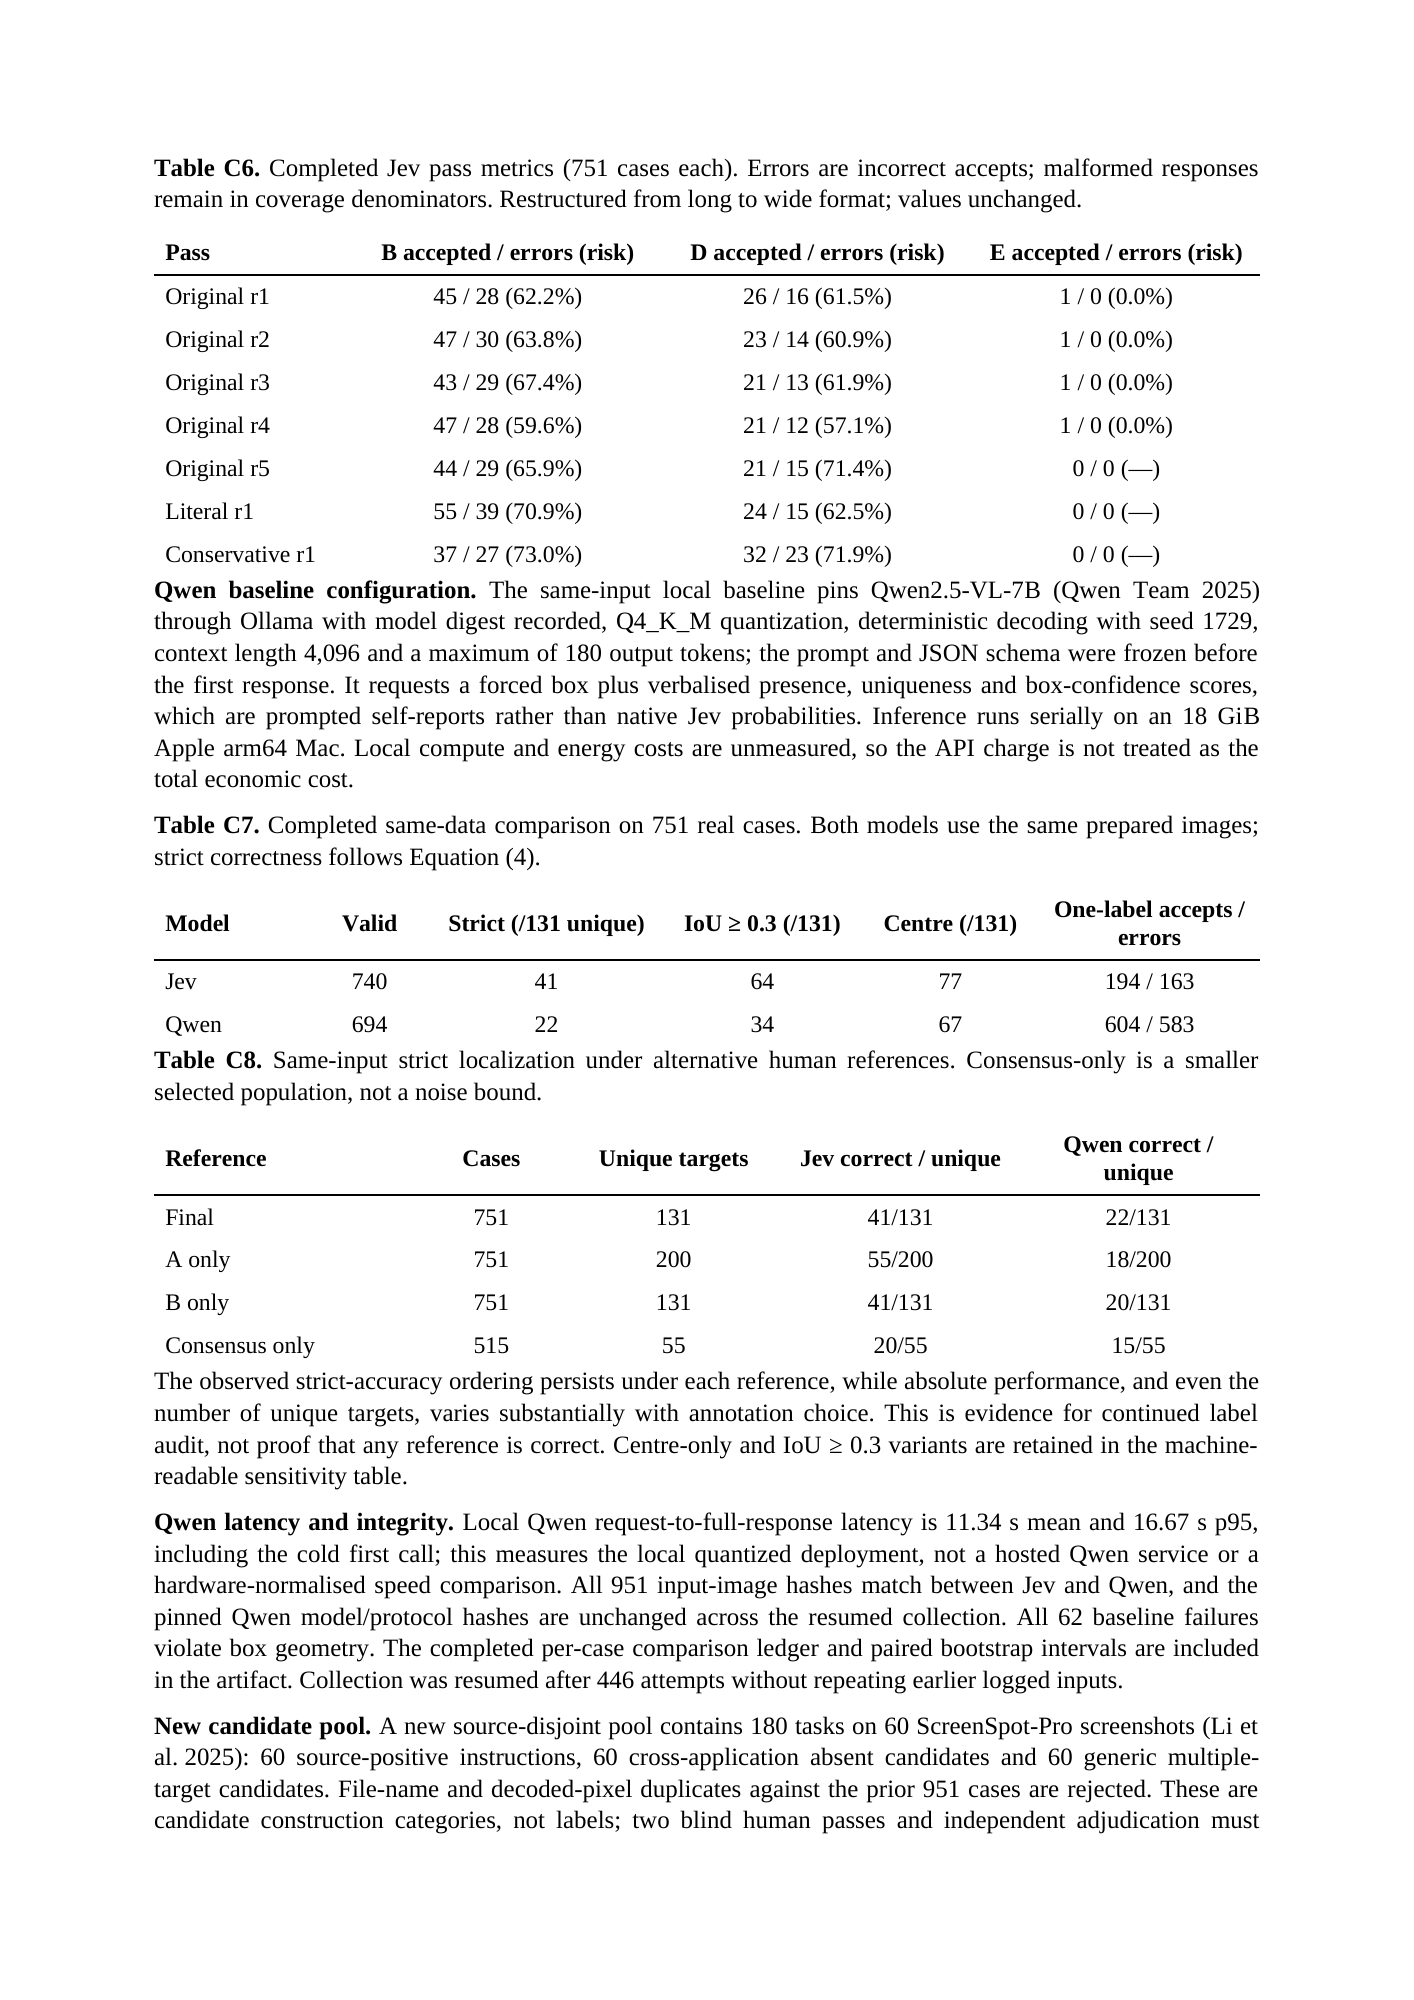 Table C6. Completed Jev pass metrics (751 cases each). Errors are incorrect accepts; malformed responses
remain in coverage denominators. Restructured from long to wide format; values unchanged.
Pass B accepted / errors (risk) D accepted / errors (risk) E accepted / errors (risk)
Original r1 45 / 28 (62.2%) 26 / 16 (61.5%) 1 / 0 (0.0%)
Original r2 47 / 30 (63.8%) 23 / 14 (60.9%) 1 / 0 (0.0%)
Original r3 43 / 29 (67.4%) 21 / 13 (61.9%) 1 / 0 (0.0%)
Original r4 47 / 28 (59.6%) 21 / 12 (57.1%) 1 / 0 (0.0%)
Original r5 44 / 29 (65.9%) 21 / 15 (71.4%) 0 / 0 (—)
Literal r1 55 / 39 (70.9%) 24 / 15 (62.5%) 0 / 0 (—)
Conservative r1 37 / 27 (73.0%) 32 / 23 (71.9%) 0 / 0 (—)
Qwen baseline configuration. The same-input local baseline pins Qwen2.5-VL-7B (Qwen Team 2025)
through Ollama with model digest recorded, Q4_K_M quantization, deterministic decoding with seed 1729,
context length 4,096 and a maximum of 180 output tokens; the prompt and JSON schema were frozen before
the first response. It requests a forced box plus verbalised presence, uniqueness and box-confidence scores,
which are prompted self-reports rather than native Jev probabilities. Inference runs serially on an 18 GiB
Apple arm64 Mac. Local compute and energy costs are unmeasured, so the API charge is not treated as the
total economic cost.
Table C7. Completed same-data comparison on 751 real cases. Both models use the same prepared images;
strict correctness follows Equation (4).
Model Valid Strict (/131 unique) IoU ≥ 0.3 (/131) Centre (/131) One-label accepts /
errors
Jev 740 41 64 77 194 / 163
Qwen 694 22 34 67 604 / 583
Table C8. Same-input strict localization under alternative human references. Consensus-only is a smaller
selected population, not a noise bound.
Reference Cases Unique targets Jev correct / unique Qwen correct /
unique
Final 751 131 41/131 22/131
A only 751 200 55/200 18/200
B only 751 131 41/131 20/131
Consensus only 515 55 20/55 15/55
The observed strict-accuracy ordering persists under each reference, while absolute performance, and even the
number of unique targets, varies substantially with annotation choice. This is evidence for continued label
audit, not proof that any reference is correct. Centre-only and IoU ≥ 0.3 variants are retained in the machine-
readable sensitivity table.
Qwen latency and integrity. Local Qwen request-to-full-response latency is 11.34 s mean and 16.67 s p95,
including the cold first call; this measures the local quantized deployment, not a hosted Qwen service or a
hardware-normalised speed comparison. All 951 input-image hashes match between Jev and Qwen, and the
pinned Qwen model/protocol hashes are unchanged across the resumed collection. All 62 baseline failures
violate box geometry. The completed per-case comparison ledger and paired bootstrap intervals are included
in the artifact. Collection was resumed after 446 attempts without repeating earlier logged inputs.
New candidate pool. A new source-disjoint pool contains 180 tasks on 60 ScreenSpot-Pro screenshots (Li et
al. 2025): 60 source-positive instructions, 60 cross-application absent candidates and 60 generic multiple-
target candidates. File-name and decoded-pixel duplicates against the prior 951 cases are rejected. These are
candidate construction categories, not labels; two blind human passes and independent adjudication must